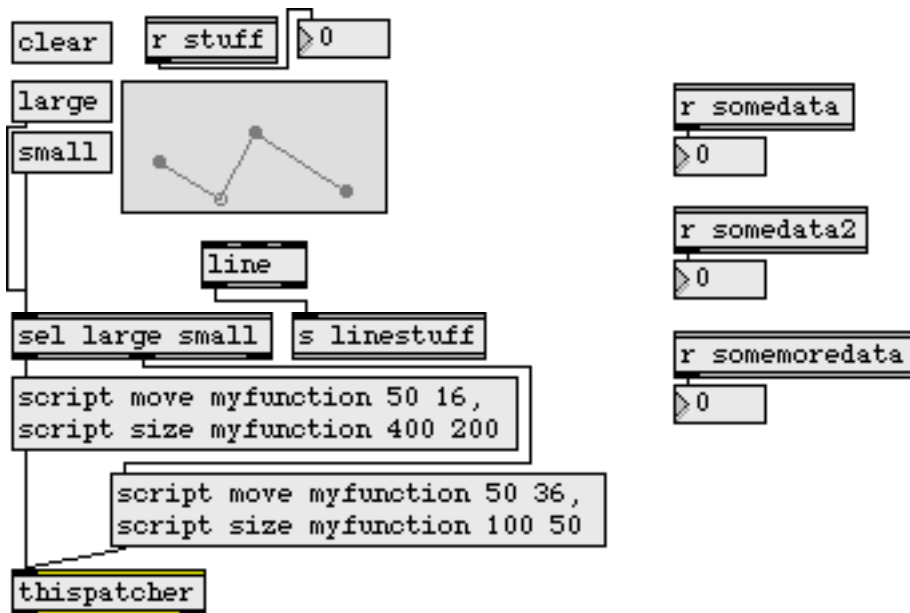 clear
r stuff
0
large
small
line
sel large small
s linestuff
script move myfunction 50 16,
script size myfunction 400 200
script move myfunction 50 36,
script size myfunction 100 50
thispatcher
r somedata
0
r somedata2
0
r somemoredata
0